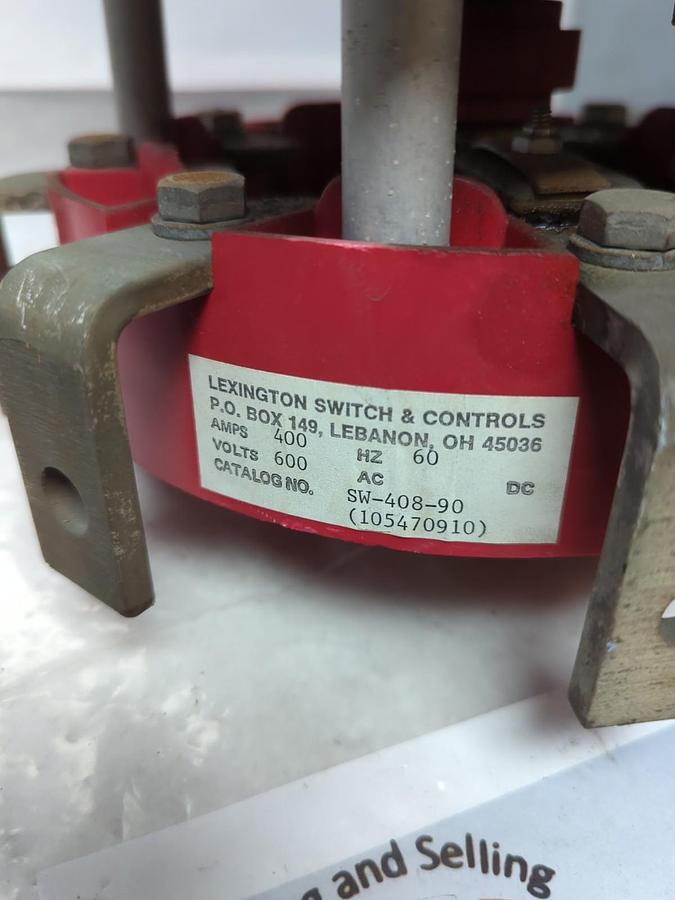 LEXINGTON SWITCH & CONTROLS
P.O. BOX 149, LEBANON, OH 45036
AMPS 400 HZ 60
VOLTS 600 AC DC
CATALOG NO. SW-408-90
(105470910)
and Selling